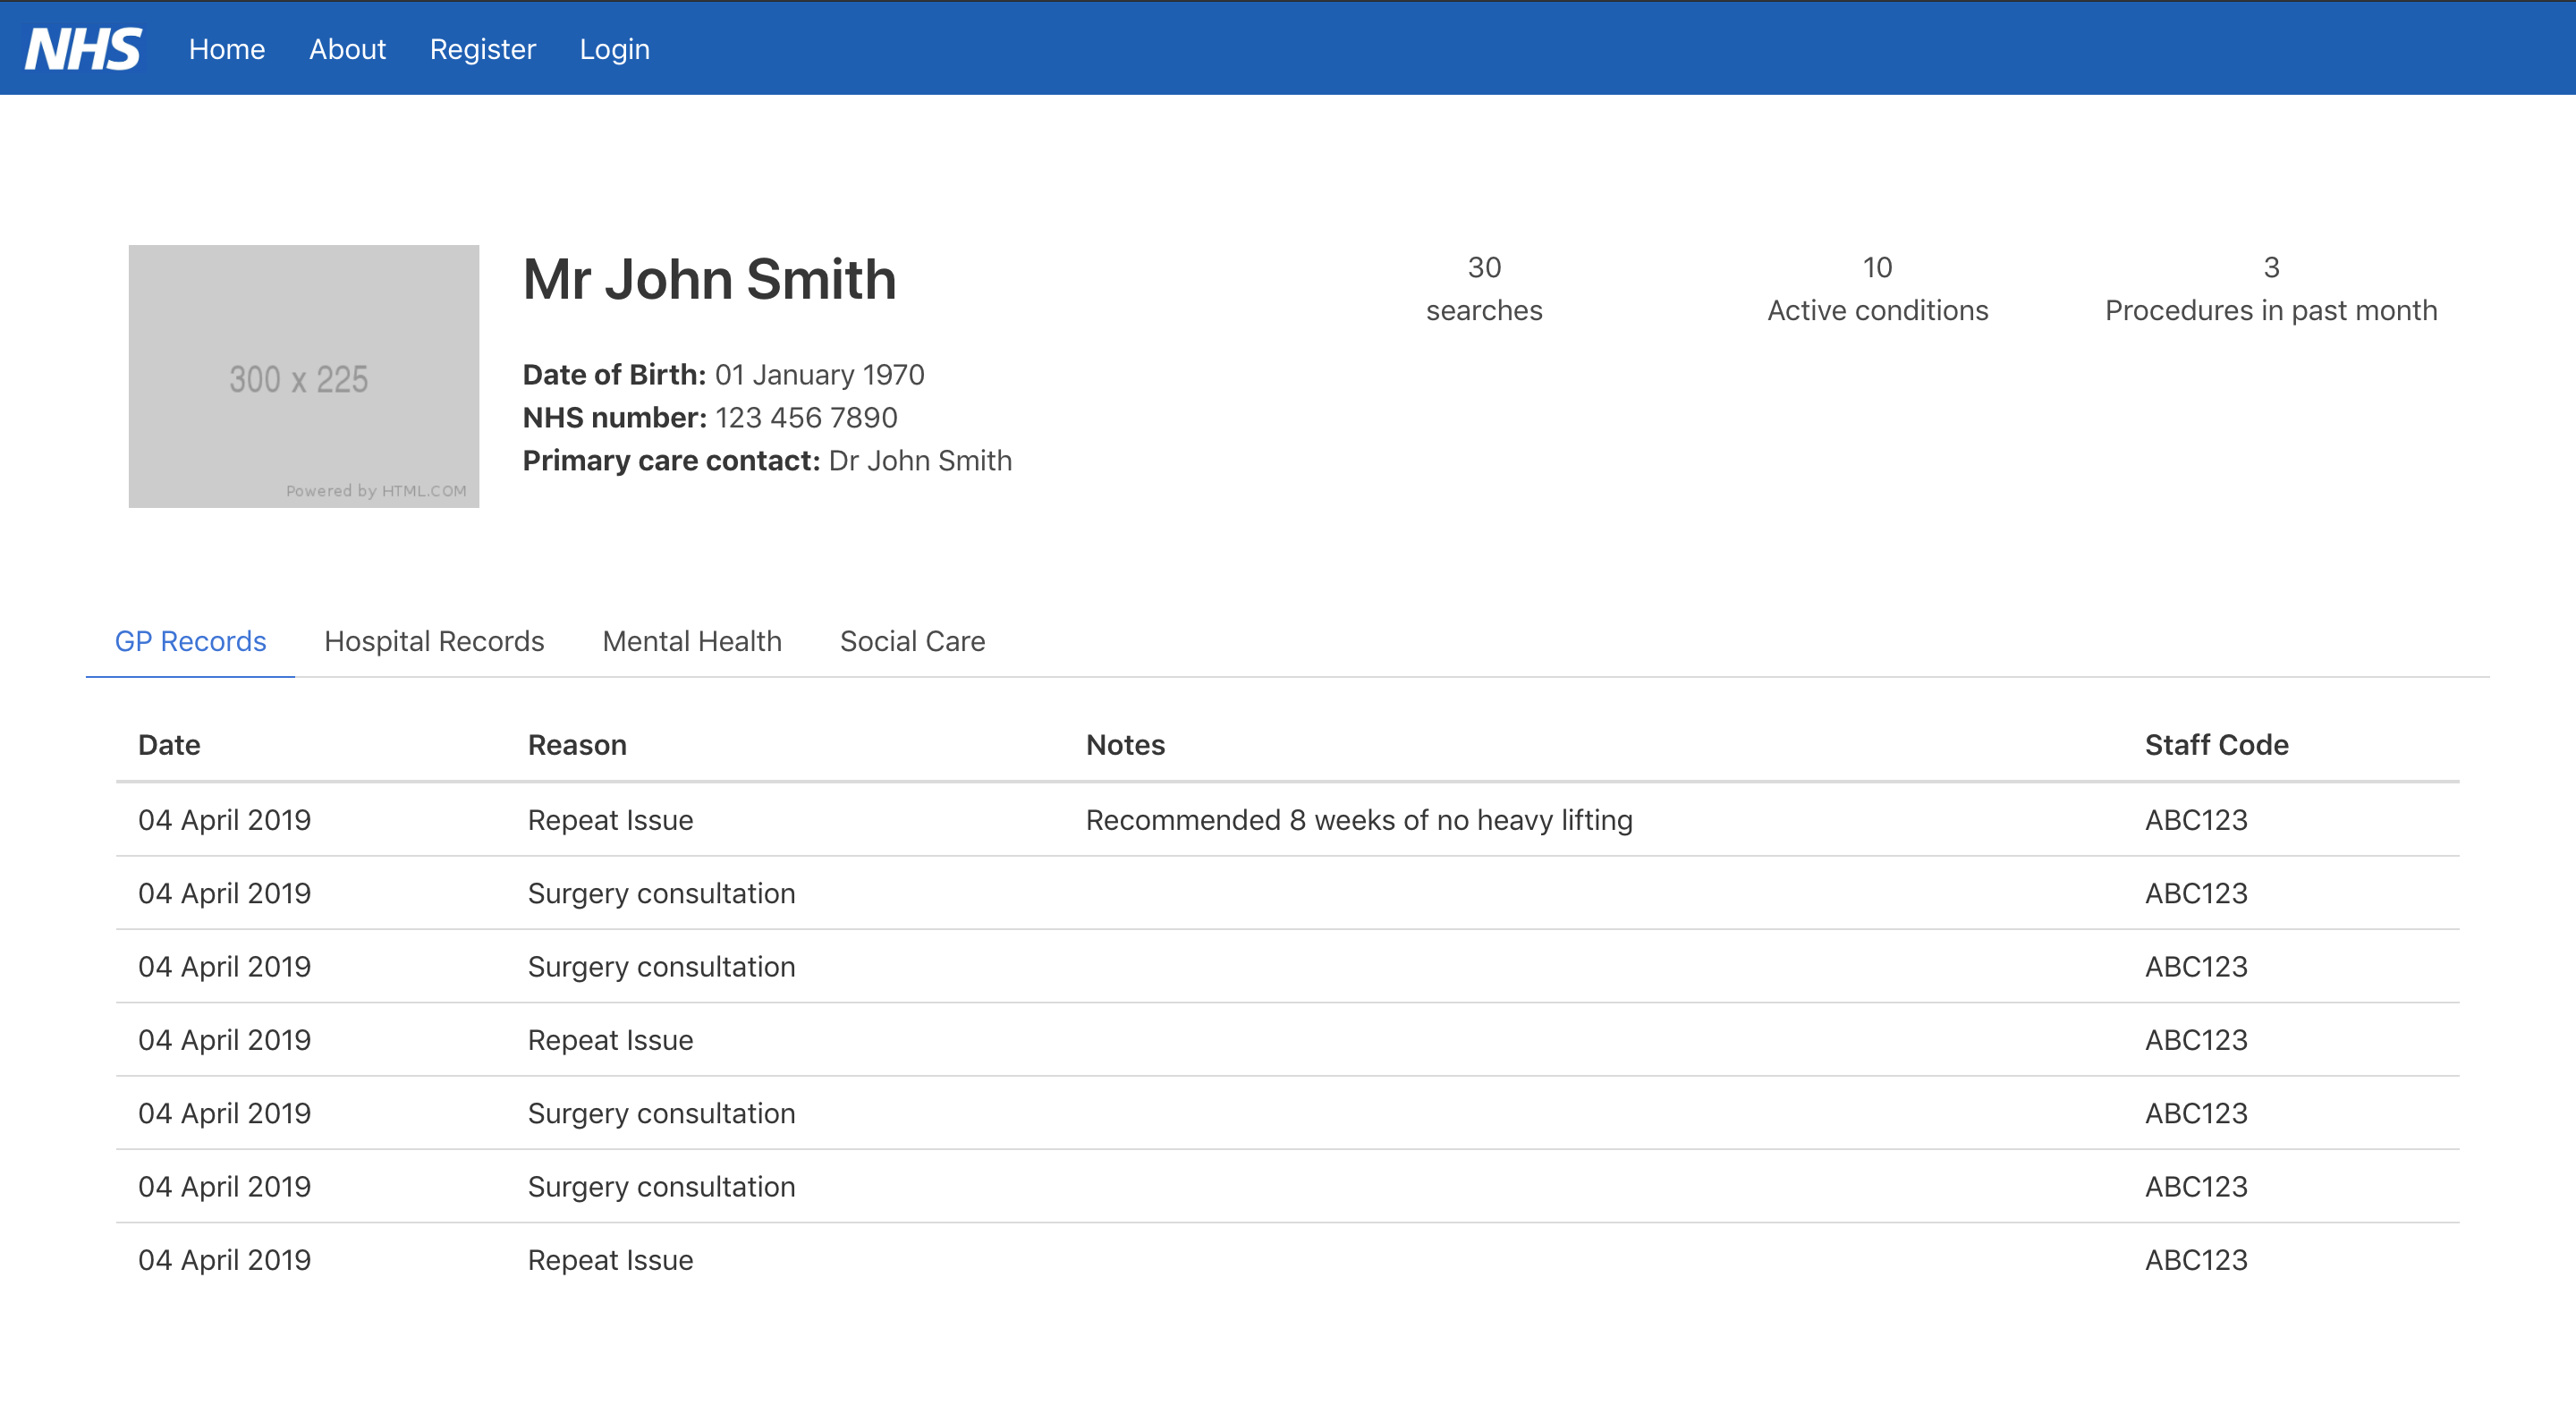 NHS Home About Register Login
300 x 225
Powered by HTML.COM
Mr John Smith
Date of Birth: 01 January 1970
NHS number: 123 456 7890
Primary care contact: Dr John Smith
30
searches
10
Active conditions
3
Procedures in past month
GP Records Hospital Records Mental Health Social Care
Date Reason Notes Staff Code
04 April 2019 Repeat Issue Recommended 8 weeks of no heavy lifting ABC123
04 April 2019 Surgery consultation ABC123
04 April 2019 Surgery consultation ABC123
04 April 2019 Repeat Issue ABC123
04 April 2019 Surgery consultation ABC123
04 April 2019 Surgery consultation ABC123
04 April 2019 Repeat Issue ABC123